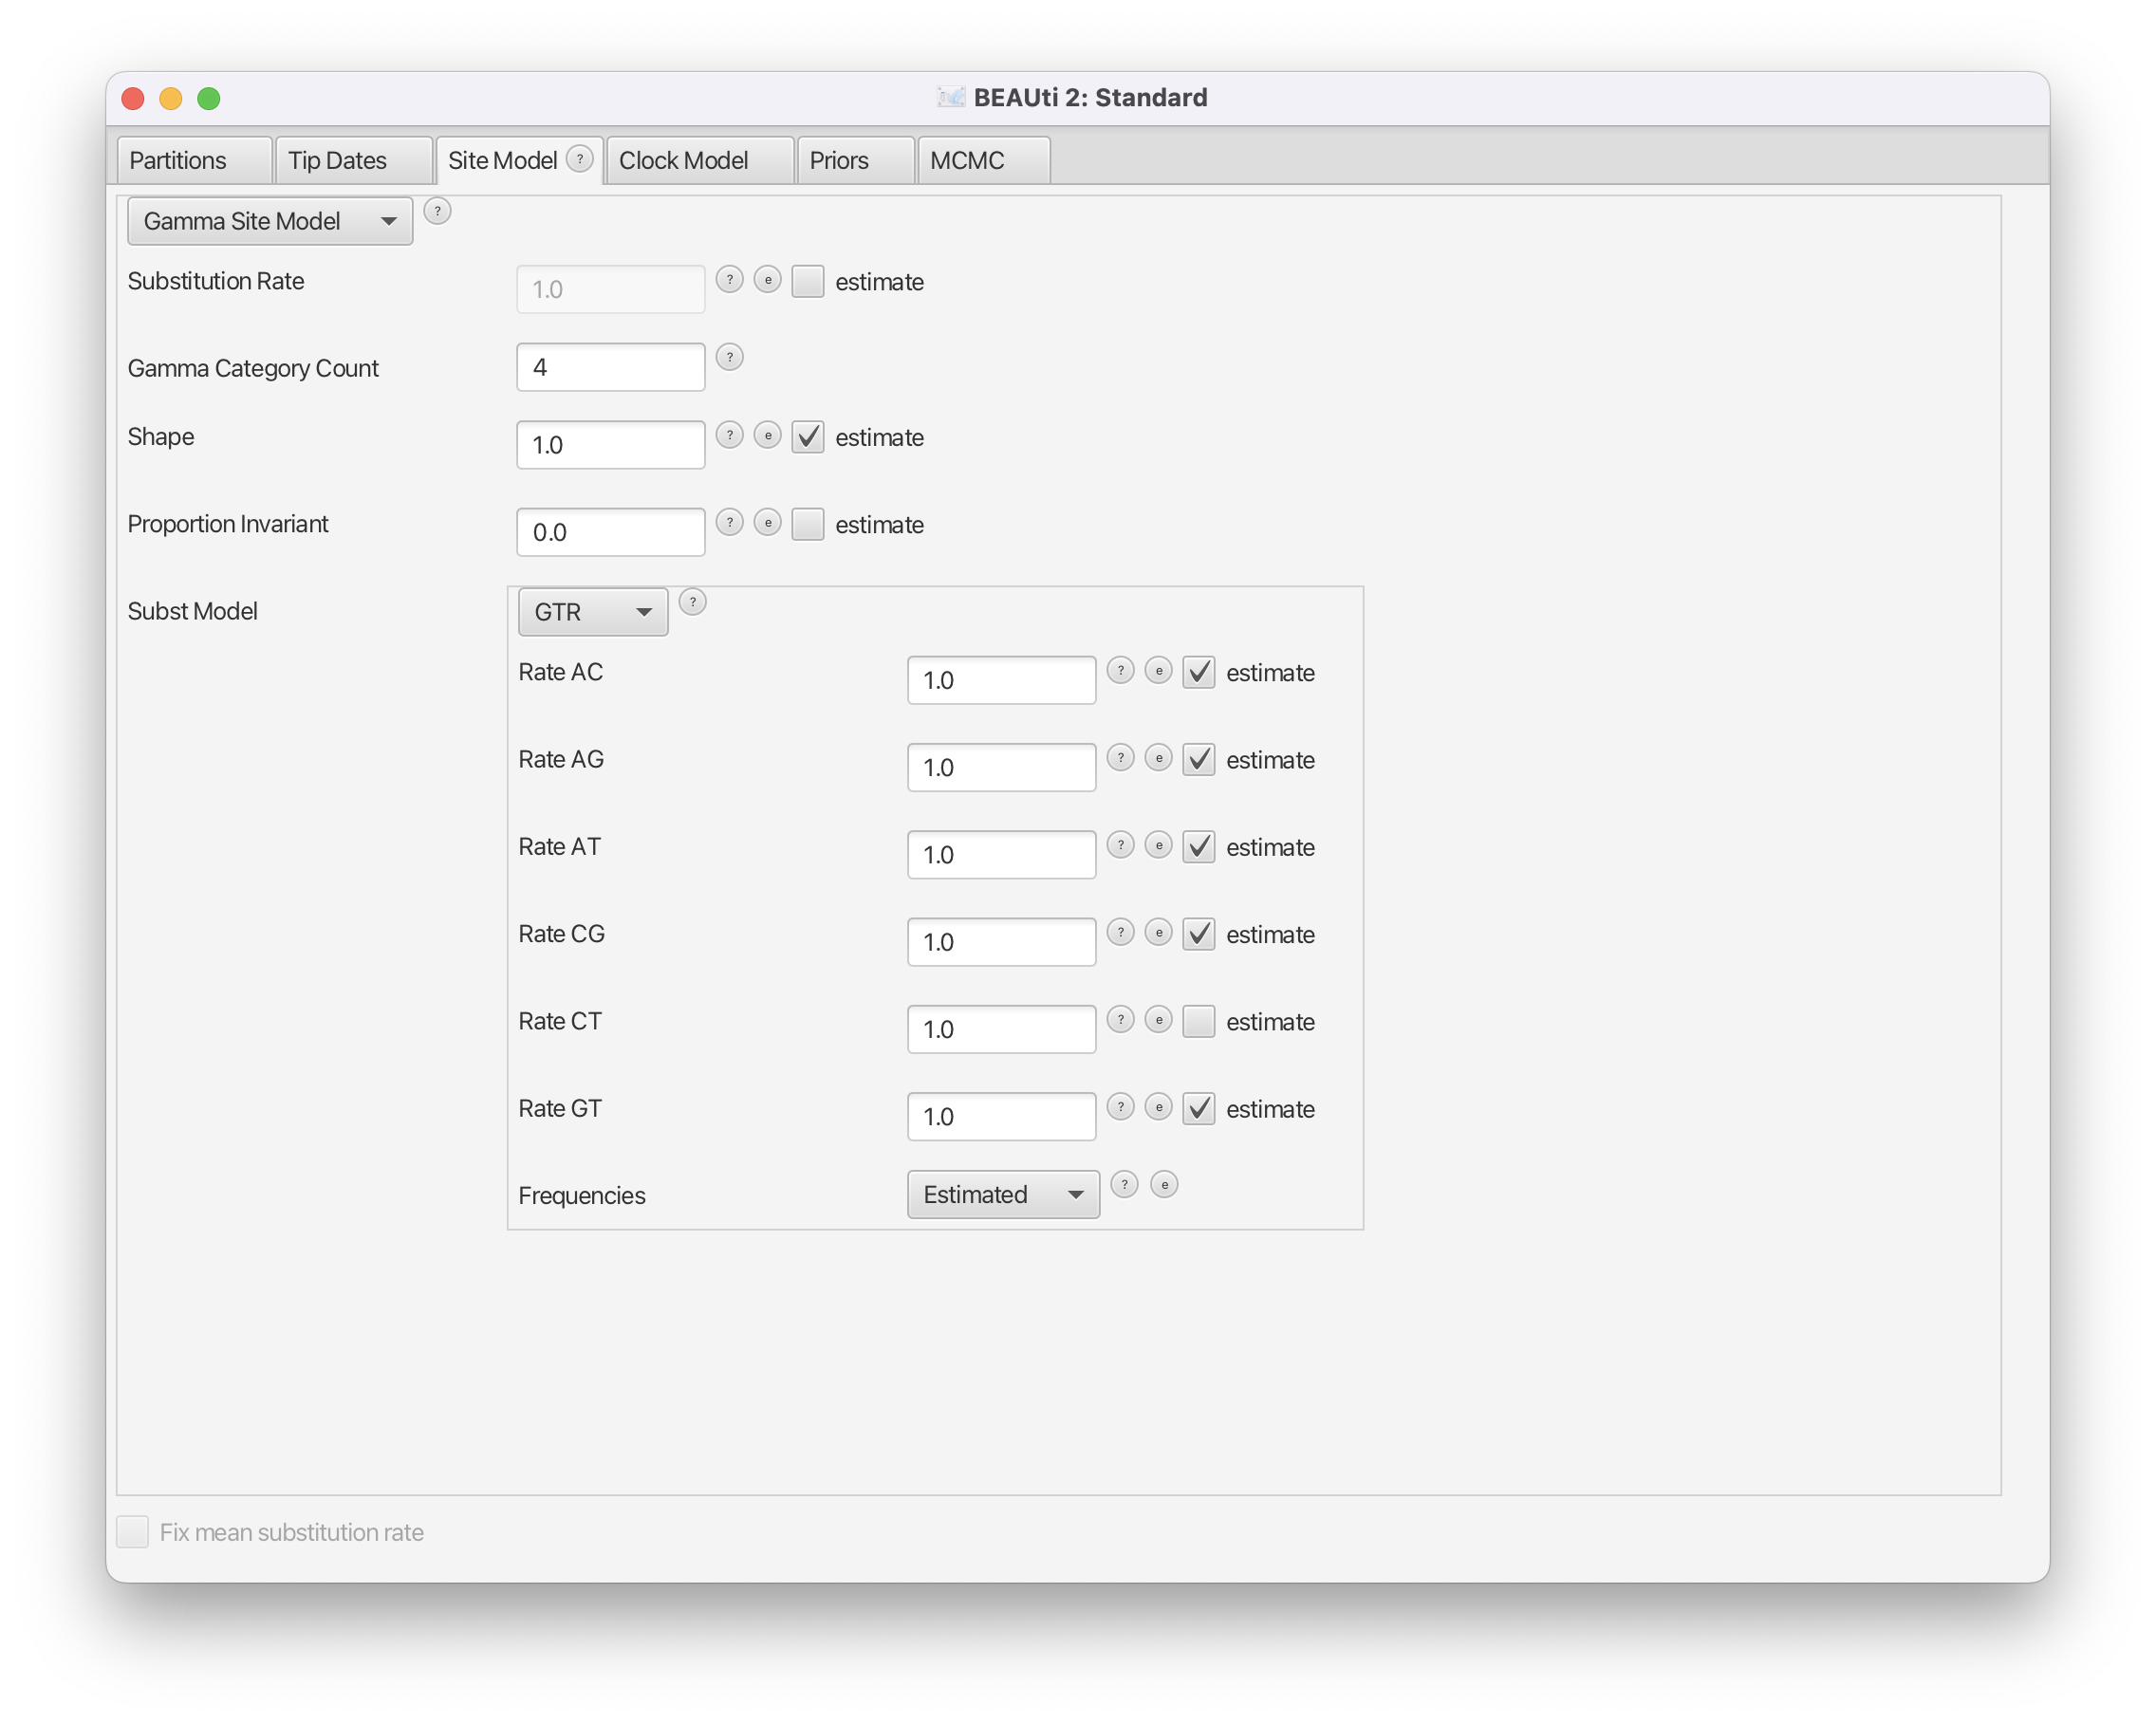 BEAUti 2: Standard
Partitions Tip Dates Site Model ? Clock Model Priors MCMC
Gamma Site Model ?
Substitution Rate 1.0 ? e estimate
Gamma Category Count 4 ?
Shape 1.0 ? e estimate
Proportion Invariant 0.0 ? e estimate
Subst Model GTR ?
Rate AC 1.0 ? e estimate
Rate AG 1.0 ? e estimate
Rate AT 1.0 ? e estimate
Rate CG 1.0 ? e estimate
Rate CT 1.0 ? e estimate
Rate GT 1.0 ? e estimate
Frequencies Estimated ? e
Fix mean substitution rate